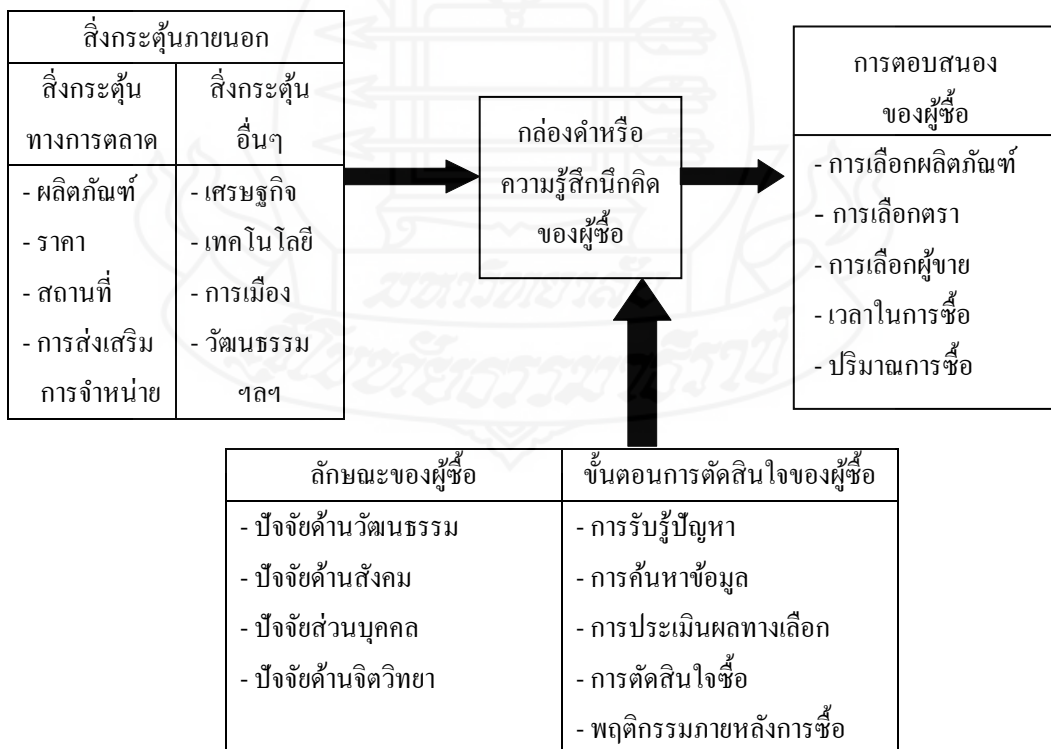 สิ่งกระตุ้นภายนอก
สิ่งกระตุ้น
ทางการตลาด
สิ่งกระตุ้น
อื่นๆ
- ผลิตภัณฑ์
- ราคา
- สถานที่
- การส่งเสริม
การจำหน่าย
- เศรษฐกิจ
- เทคโนโลยี
- การเมือง
- วัฒนธรรม
ฯลฯ
กล่องดำหรือ
ความรู้สึกนึกคิด
ของผู้ซื้อ
การตอบสนอง
ของผู้ซื้อ
- การเลือกผลิตภัณฑ์
- การเลือกตรา
- การเลือกผู้ขาย
- เวลาในการซื้อ
- ปริมาณการซื้อ
ลักษณะของผู้ซื้อ
- ปัจจัยด้านวัฒนธรรม
- ปัจจัยด้านสังคม
- ปัจจัยส่วนบุคคล
- ปัจจัยด้านจิตวิทยา
ขั้นตอนการตัดสินใจของผู้ซื้อ
- การรับรู้ปัญหา
- การค้นหาข้อมูล
- การประเมินผลทางเลือก
- การตัดสินใจซื้อ
- พฤติกรรมภายหลังการซื้อ